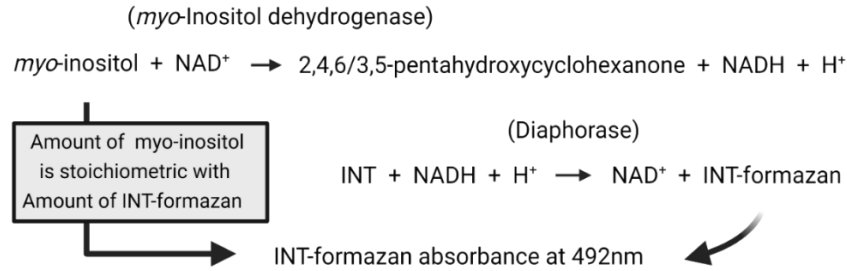 (myo-Inositol dehydrogenase)
myo-inositol + NAD⁺ → 2,4,6/3,5-pentahydroxycyclohexanone + NADH + H⁺
Amount of myo-inositol
is stoichiometric with
Amount of INT-formazan
(Diaphorase)
INT + NADH + H⁺ → NAD⁺ + INT-formazan
INT-formazan absorbance at 492nm